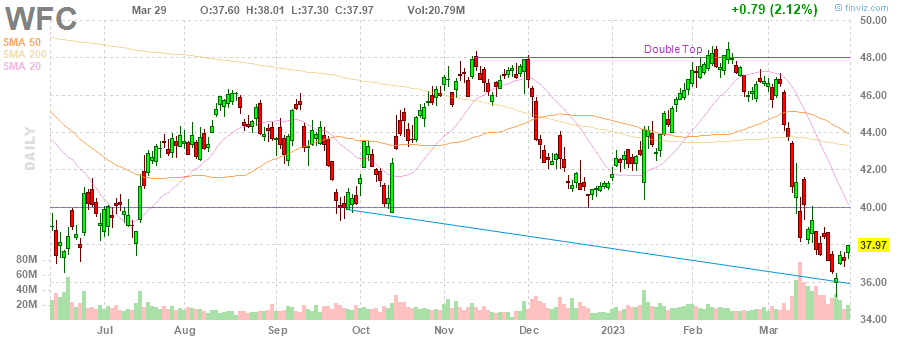 WFC Mar 29 O:37.60 H:38.01 L:37.30 C:37.97 Vol:20.79M +0.79 (2.12%) © finviz.com
SMA 50
SMA 200
SMA 20
DAILY
Double Top
50.00
48.00
46.00
44.00
42.00
40.00
37.97
36.00
34.00
80M
60M
40M
20M
Jul Aug Sep Oct Nov Dec 2023 Feb Mar